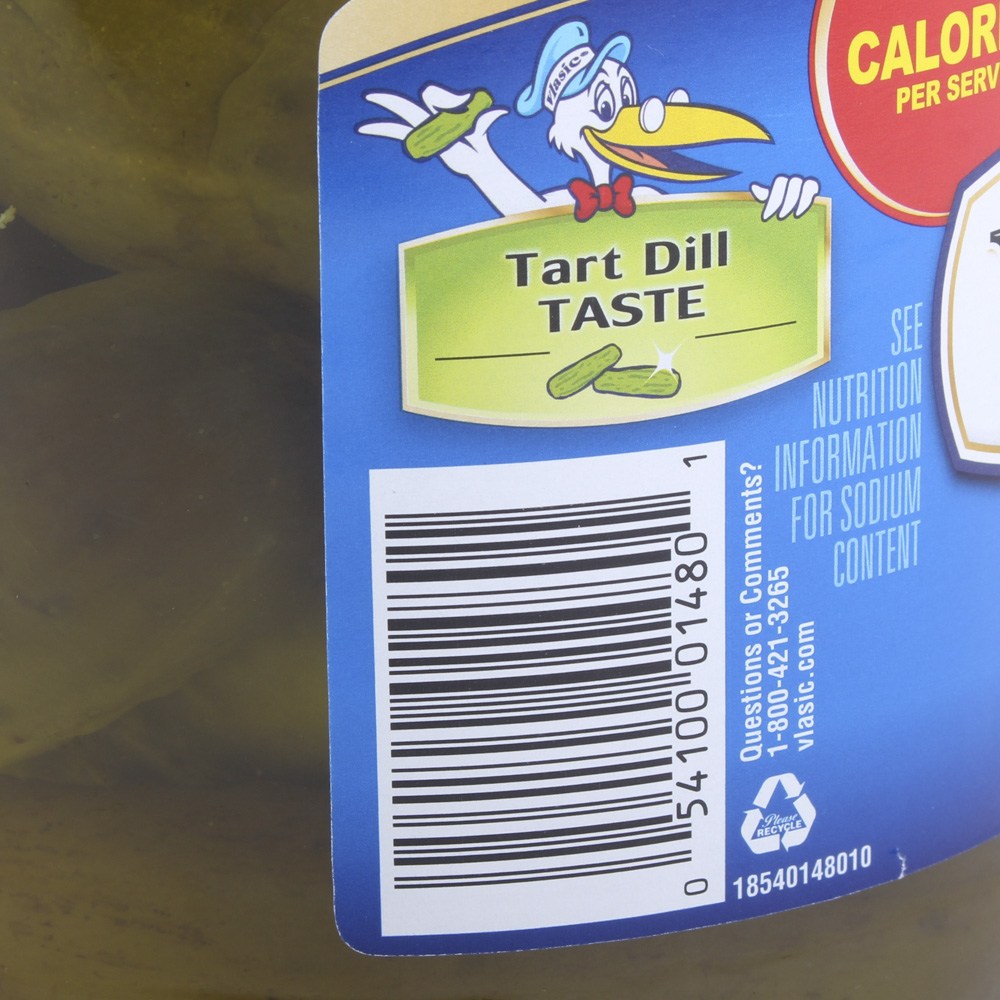 Vlasic
CALOR
PER SERV
Tart Dill
TASTE
SEE
NUTRITION
INFORMATION
FOR SODIUM
CONTENT
Questions or Comments?
1-800-421-3265
vlasic.com
0 54100 01480 1
Please
RECYCLE
18540148010